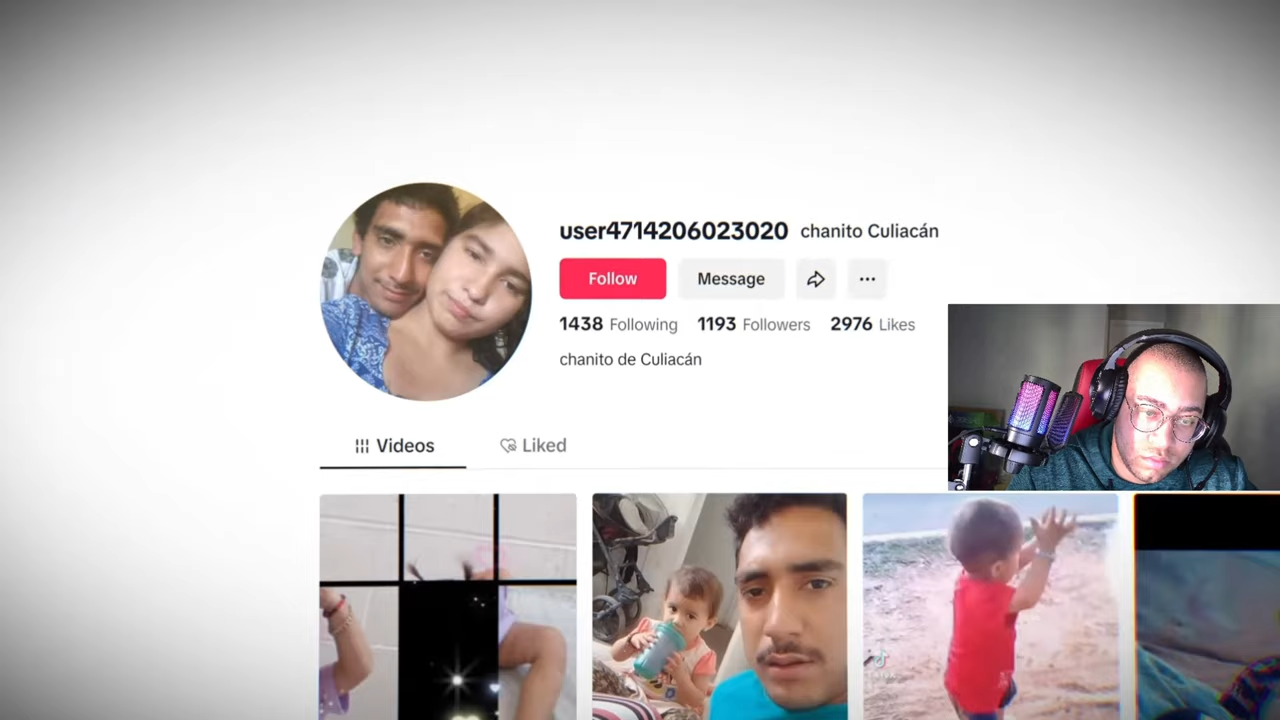 user4714206023020 chanito Culiacán
Follow Message
1438 Following 1193 Followers 2976 Likes
chanito de Culiacán
Videos Liked